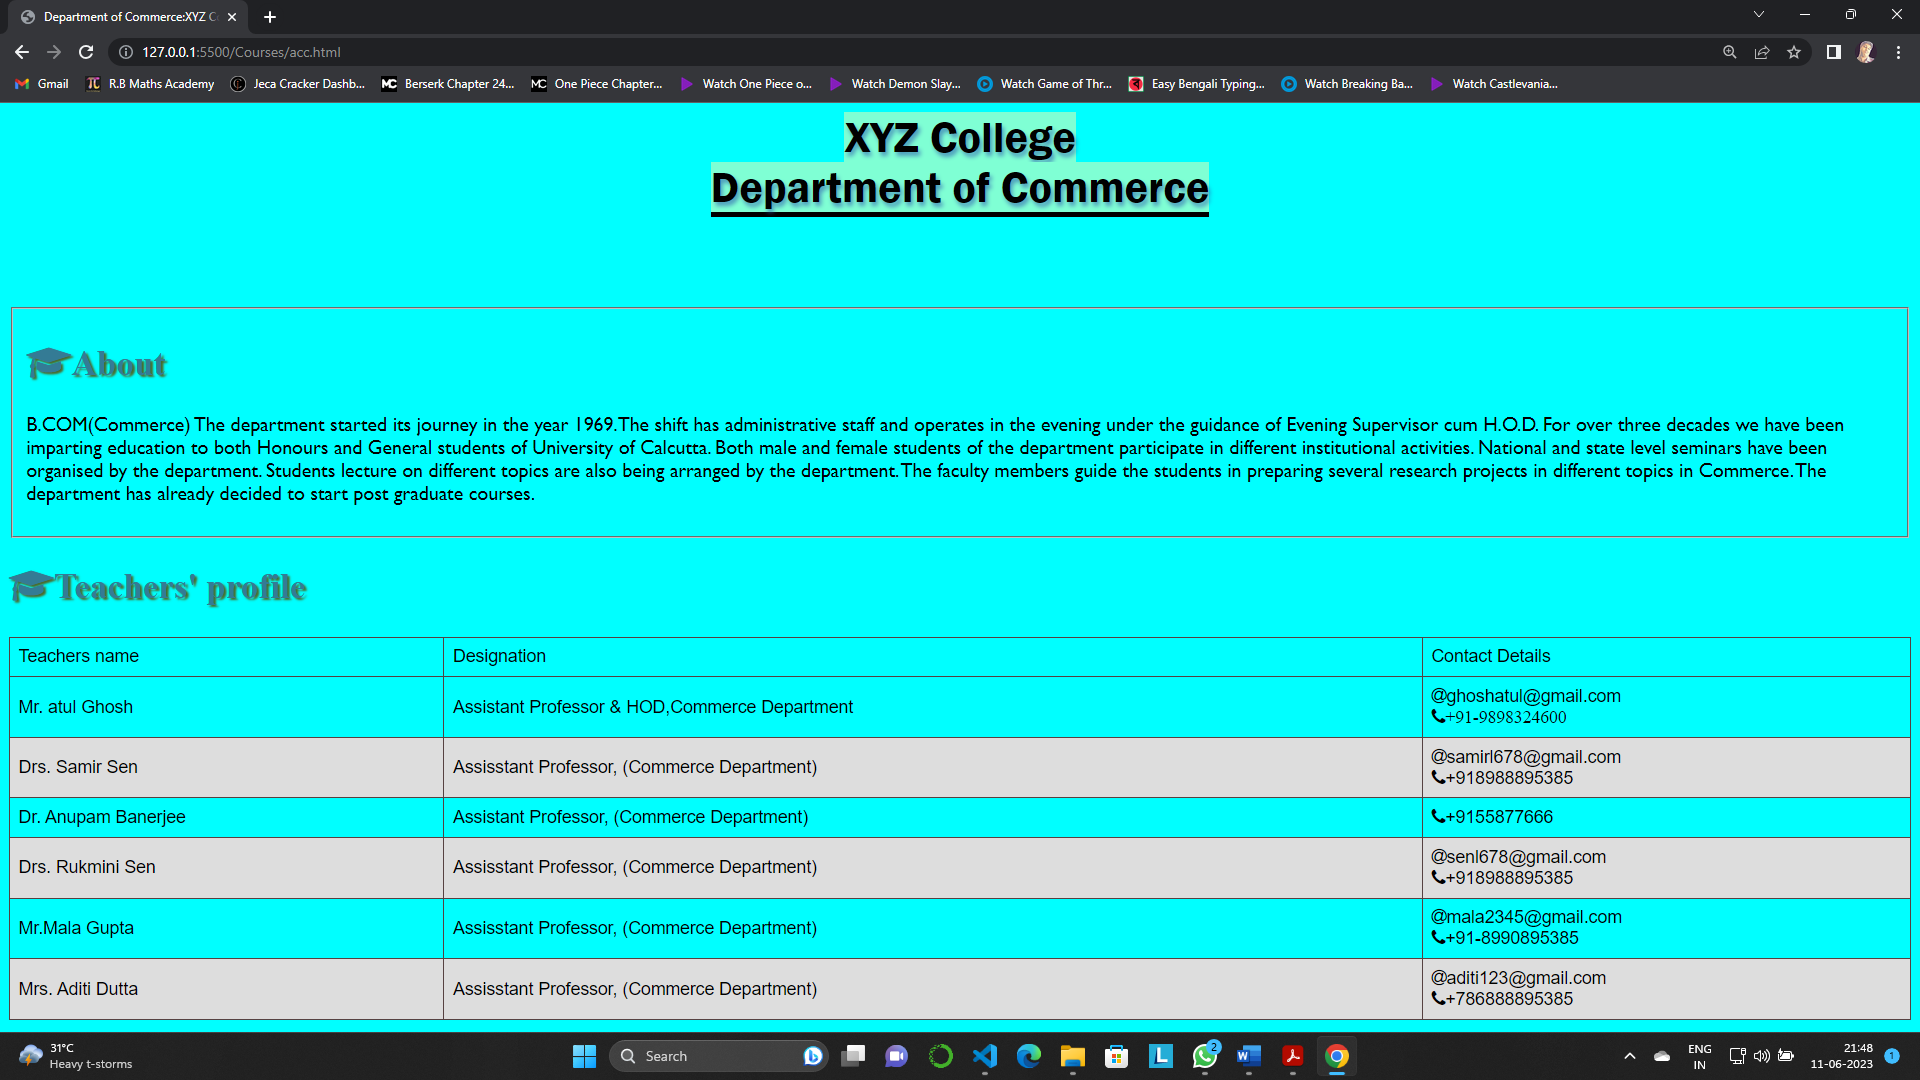 Department of Commerce:XYZ C
127.0.0.1:5500/Courses/acc.html
Gmail R.B Maths Academy Jeca Cracker Dashb... MC Berserk Chapter 24... MC One Piece Chapter... Watch One Piece o... Watch Demon Slay... Watch Game of Thr... Easy Bengali Typing... Watch Breaking Ba... Watch Castlevania...
XYZ College
Department of Commerce
About
B.COM(Commerce) The department started its journey in the year 1969.The shift has administrative staff and operates in the evening under the guidance of Evening Supervisor cum H.O.D. For over three decades we have been
imparting education to both Honours and General students of University of Calcutta. Both male and female students of the department participate in different institutional activities. National and state level seminars have been
organised by the department. Students lecture on different topics are also being arranged by the department.The faculty members guide the students in preparing several research projects in different topics in Commerce.The
department has already decided to start post graduate courses.
Teachers' profile
Teachers name Designation Contact Details
Mr. atul Ghosh Assistant Professor & HOD,Commerce Department @ghoshatul@gmail.com
+91-9898324600
Drs. Samir Sen Assisstant Professor, (Commerce Department) @samirl678@gmail.com
+918988895385
Dr. Anupam Banerjee Assistant Professor, (Commerce Department) +9155877666
Drs. Rukmini Sen Assisstant Professor, (Commerce Department) @senl678@gmail.com
+918988895385
Mr.Mala Gupta Assisstant Professor, (Commerce Department) @mala2345@gmail.com
+91-8990895385
Mrs. Aditi Dutta Assisstant Professor, (Commerce Department) @aditi123@gmail.com
+786888895385
31°C
Heavy t-storms
Search
L
2
W
ENG
IN
21:48
11-06-2023
1